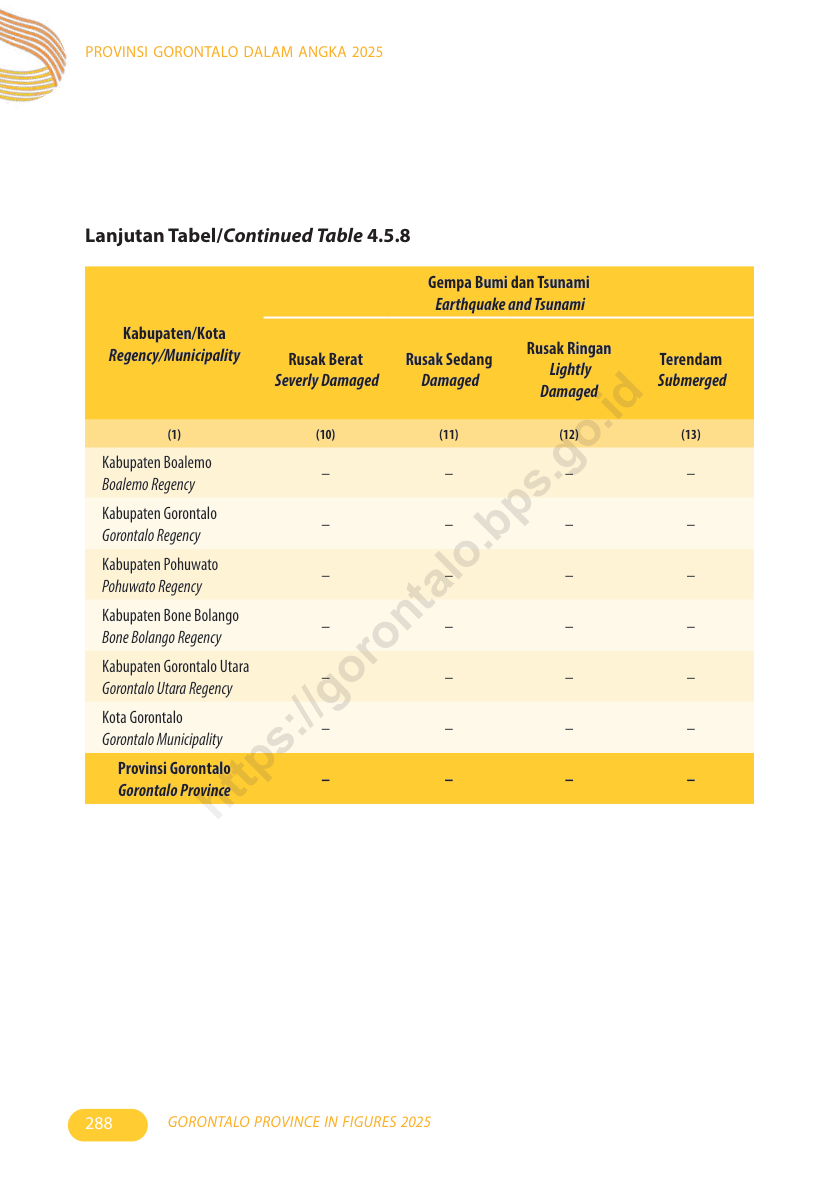 PROVINSI GORONTALO DALAM ANGKA 2025
Lanjutan Tabel/Continued Table 4.5.8
Kabupaten/Kota
Regency/Municipality
Gempa Bumi dan Tsunami
Earthquake and Tsunami
Rusak Berat
Severly Damaged
Rusak Sedang
Damaged
Rusak Ringan
Lightly
Damaged
Terendam
Submerged
(1) (10) (11) (12) (13)
Kabupaten Boalemo
Boalemo Regency
– – – –
Kabupaten Gorontalo
Gorontalo Regency
– – – –
Kabupaten Pohuwato
Pohuwato Regency
– – – –
Kabupaten Bone Bolango
Bone Bolango Regency
– – – –
Kabupaten Gorontalo Utara
Gorontalo Utara Regency
– – – –
Kota Gorontalo
Gorontalo Municipality
– – – –
Provinsi Gorontalo
Gorontalo Province
– – – –
https://gorontalo.bps.go.id
288
GORONTALO PROVINCE IN FIGURES 2025